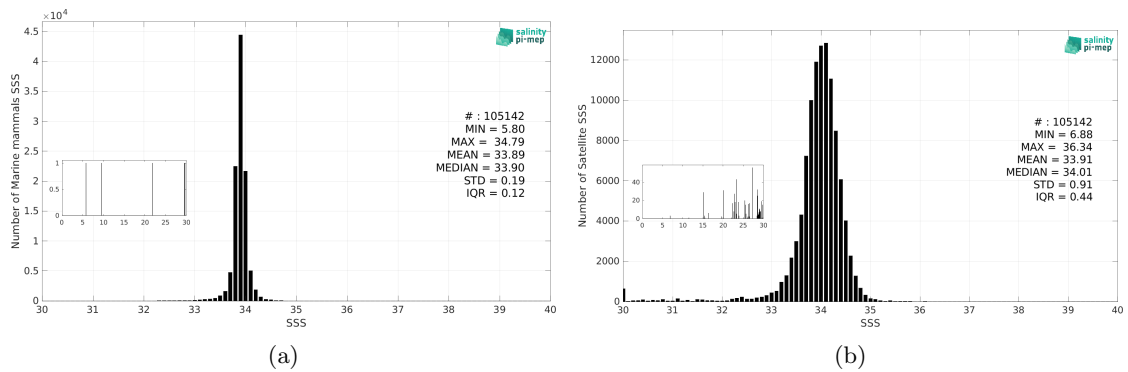 ×10⁴
salinity
pi-mep
Number of Marine mammals SSS
4.5
4
3.5
3
2.5
2
1.5
1
0.5
0
# : 105142
MIN = 5.80
MAX = 34.79
MEAN = 33.89
MEDIAN = 33.90
STD = 0.19
IQR = 0.12
1
0.5
0
0 5 10 15 20 25 30
30 31 32 33 34 35 36 37 38 39 40
SSS
(a)
salinity
pi-mep
Number of Satellite SSS
12000
10000
8000
6000
4000
2000
0
# : 105142
MIN = 6.88
MAX = 36.34
MEAN = 33.91
MEDIAN = 34.01
STD = 0.91
IQR = 0.44
40
20
0
0 5 10 15 20 25 30
30 31 32 33 34 35 36 37 38 39 40
SSS
(b)